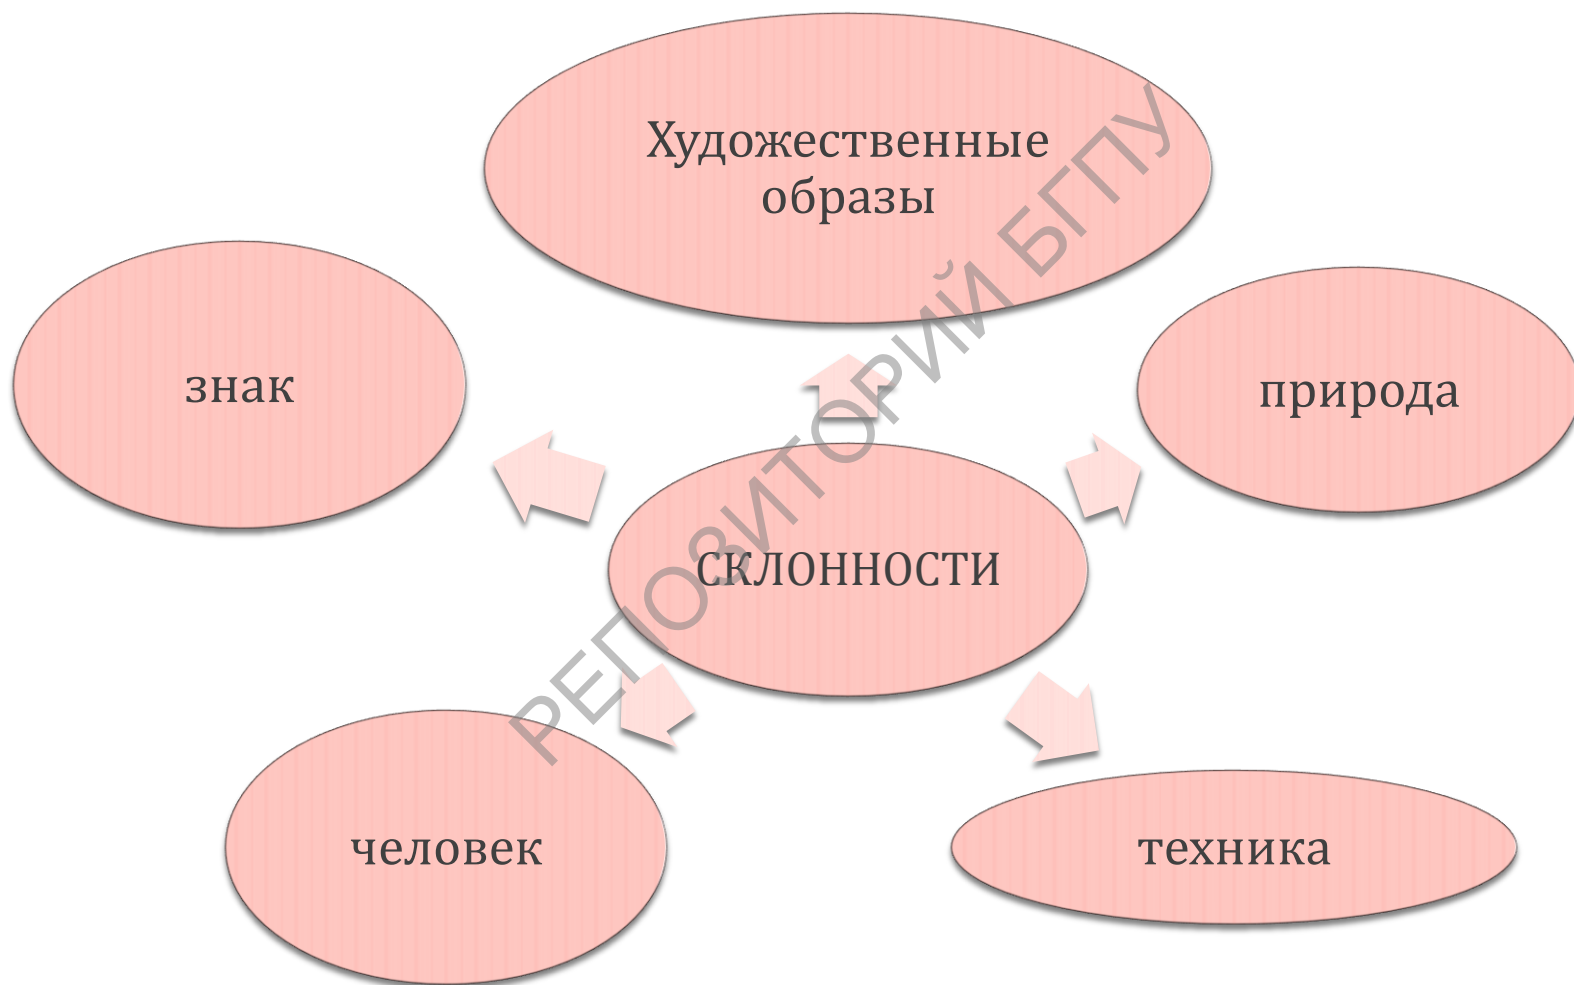 Художественные
образы
знак
природа
СКЛОННОСТИ
человек
техника
РЕПОЗИТОРИЙ БГПУ